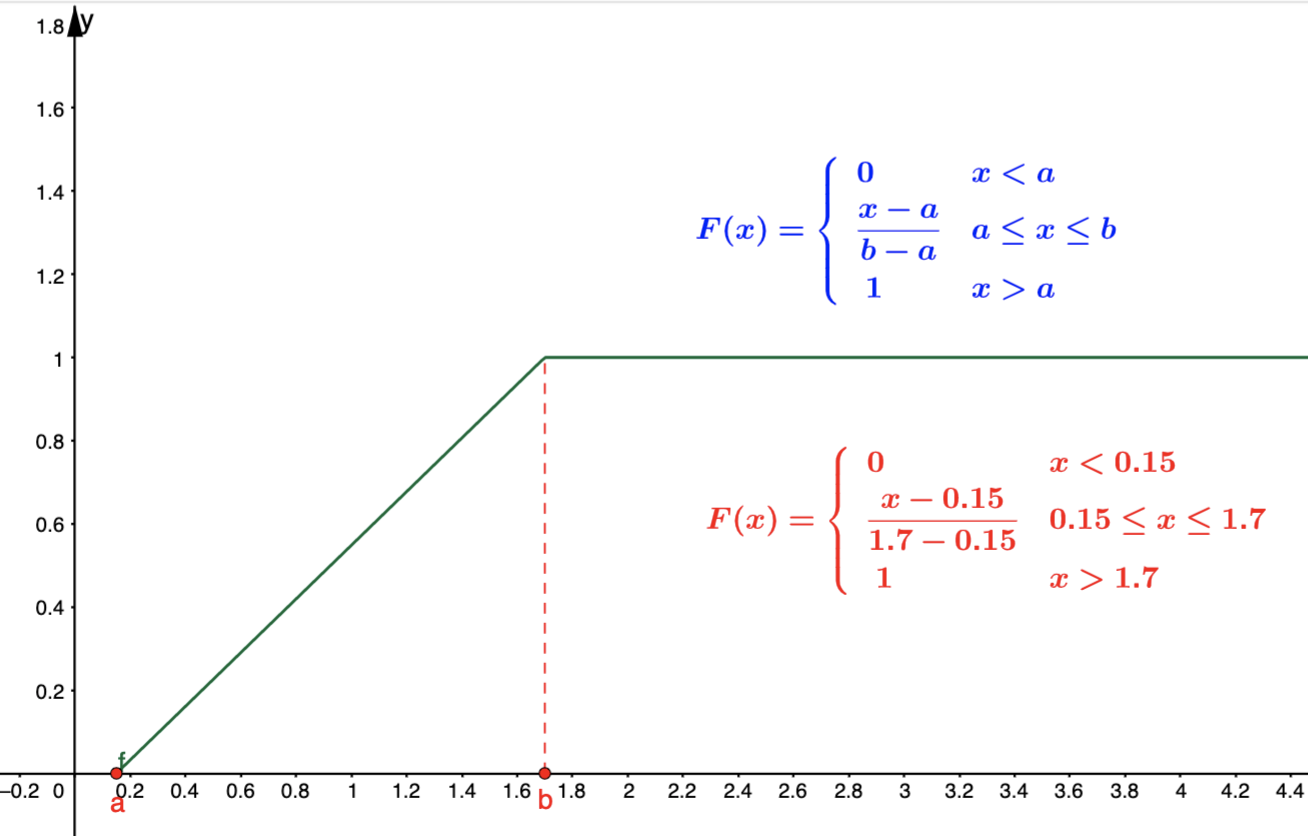 y
1.8
1.6
1.4
1.2
1
0.8
0.6
0.4
0.2
F(x) = { 0 x < a
x − a / b − a a ≤ x ≤ b
1 x > a
F(x) = { 0 x < 0.15
x − 0.15 / 1.7 − 0.15 0.15 ≤ x ≤ 1.7
1 x > 1.7
f
−0.2 0 0.2 0.4 0.6 0.8 1 1.2 1.4 1.6 1.8 2 2.2 2.4 2.6 2.8 3 3.2 3.4 3.6 3.8 4 4.2 4.4
a b